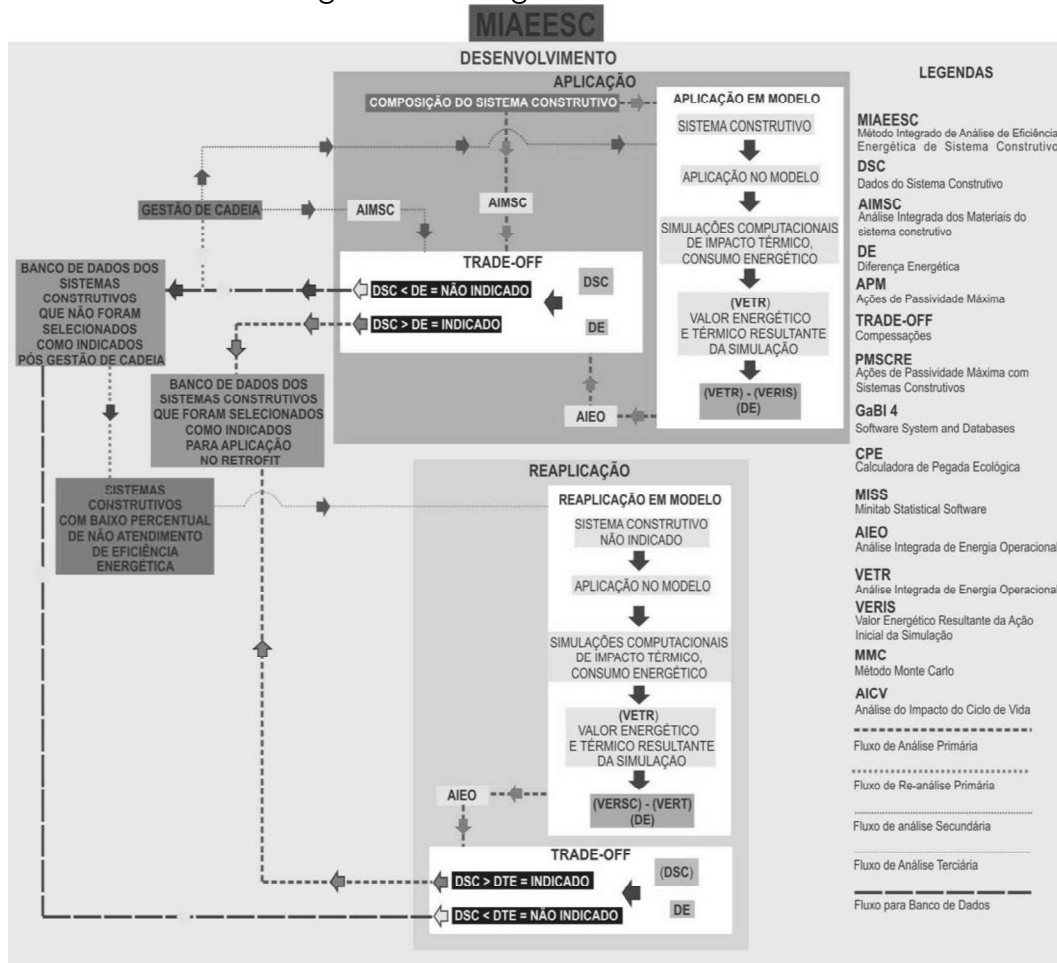 MIAEESC
DESENVOLVIMENTO
APLICAÇÃO
COMPOSIÇÃO DO SISTEMA CONSTRUTIVO
APLICAÇÃO EM MODELO
SISTEMA CONSTRUTIVO
APLICAÇÃO NO MODELO
SIMULAÇÕES COMPUTACIONAIS
DE IMPACTO TÉRMICO,
CONSUMO ENERGÉTICO
(VETR)
VALOR ENERGÉTICO
E TÉRMICO RESULTANTE
DA SIMULAÇÃO
(VETR) - (VERIS)
(DE)
GESTÃO DE CADEIA
AIMSC
AIMSC
TRADE-OFF
DSC < DE = NÃO INDICADO
DSC > DE = INDICADO
DSC
DE
AIEO
BANCO DE DADOS DOS
SISTEMAS
CONSTRUTIVOS
QUE NÃO FORAM
SELECIONADOS
COMO INDICADOS
PÓS GESTÃO DE CADEIA
BANCO DE DADOS DOS
SISTEMAS CONSTRUTIVOS
QUE FORAM SELECIONADOS
COMO INDICADOS
PARA APLICAÇÃO
NO RETROFIT
SISTEMAS
CONSTRUTIVOS
COM BAIXO PERCENTUAL
DE NÃO ATENDIMENTO
DE EFICIÊNCIA
ENERGÉTICA
REAPLICAÇÃO
REAPLICAÇÃO EM MODELO
SISTEMA CONSTRUTIVO
NÃO INDICADO
APLICAÇÃO NO MODELO
SIMULAÇÕES COMPUTACIONAIS
DE IMPACTO TÉRMICO,
CONSUMO ENERGÉTICO
(VETR)
VALOR ENERGÉTICO
E TÉRMICO RESULTANTE
DA SIMULAÇÃO
(VERSC) - (VERT)
(DE)
AIEO
TRADE-OFF
DSC > DTE = INDICADO
DSC < DTE = NÃO INDICADO
(DSC)
DE
LEGENDAS
MIAEESC
Método Integrado de Análise de Eficiência
Energética de Sistema Construtivo
DSC
Dados do Sistema Construtivo
AIMSC
Análise Integrada dos Materiais do
sistema construtivo
DE
Diferença Energética
APM
Ações de Passividade Máxima
TRADE-OFF
Compessações
PMSCRE
Ações de Passividade Máxima com
Sistemas Construtivos
GaBI 4
Software System and Databases
CPE
Calculadora de Pegada Ecológica
MISS
Minitab Statistical Software
AIEO
Análise Integrada de Energia Operacional
VETR
Análise Integrada de Energia Operacional
VERIS
Valor Energético Resultante da Ação
Inicial da Simulação
MMC
Método Monte Carlo
AICV
Análise do Impacto do Ciclo de Vida
Fluxo de Análise Primária
Fluxo de Re-análise Primária
Fluxo de análise Secundária
Fluxo de Análise Terciária
Fluxo para Banco de Dados